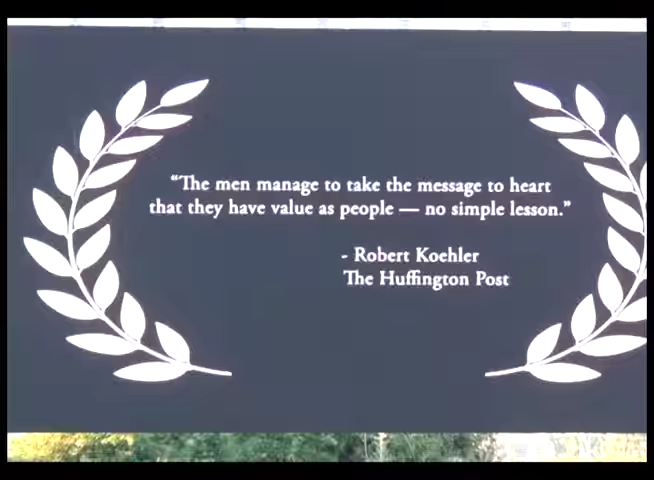 “The men manage to take the message to heart
that they have value as people — no simple lesson.”
- Robert Koehler
The Huffington Post